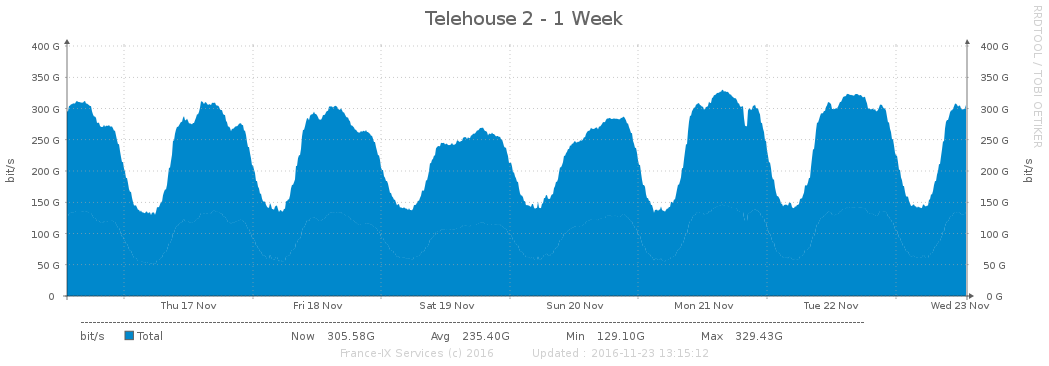 Telehouse 2 - 1 Week
RRDTOOL / TOBI OETIKER
400 G 400 G
350 G 350 G
300 G 300 G
250 G 250 G
200 G 200 G
150 G 150 G
100 G 100 G
50 G 50 G
0 0 G
bit/s bit/s
Thu 17 Nov Fri 18 Nov Sat 19 Nov Sun 20 Nov Mon 21 Nov Tue 22 Nov Wed 23 Nov
bit/s Total Now 305.58G Avg 235.40G Min 129.10G Max 329.43G
France-IX Services (c) 2016 Updated : 2016-11-23 13:15:12